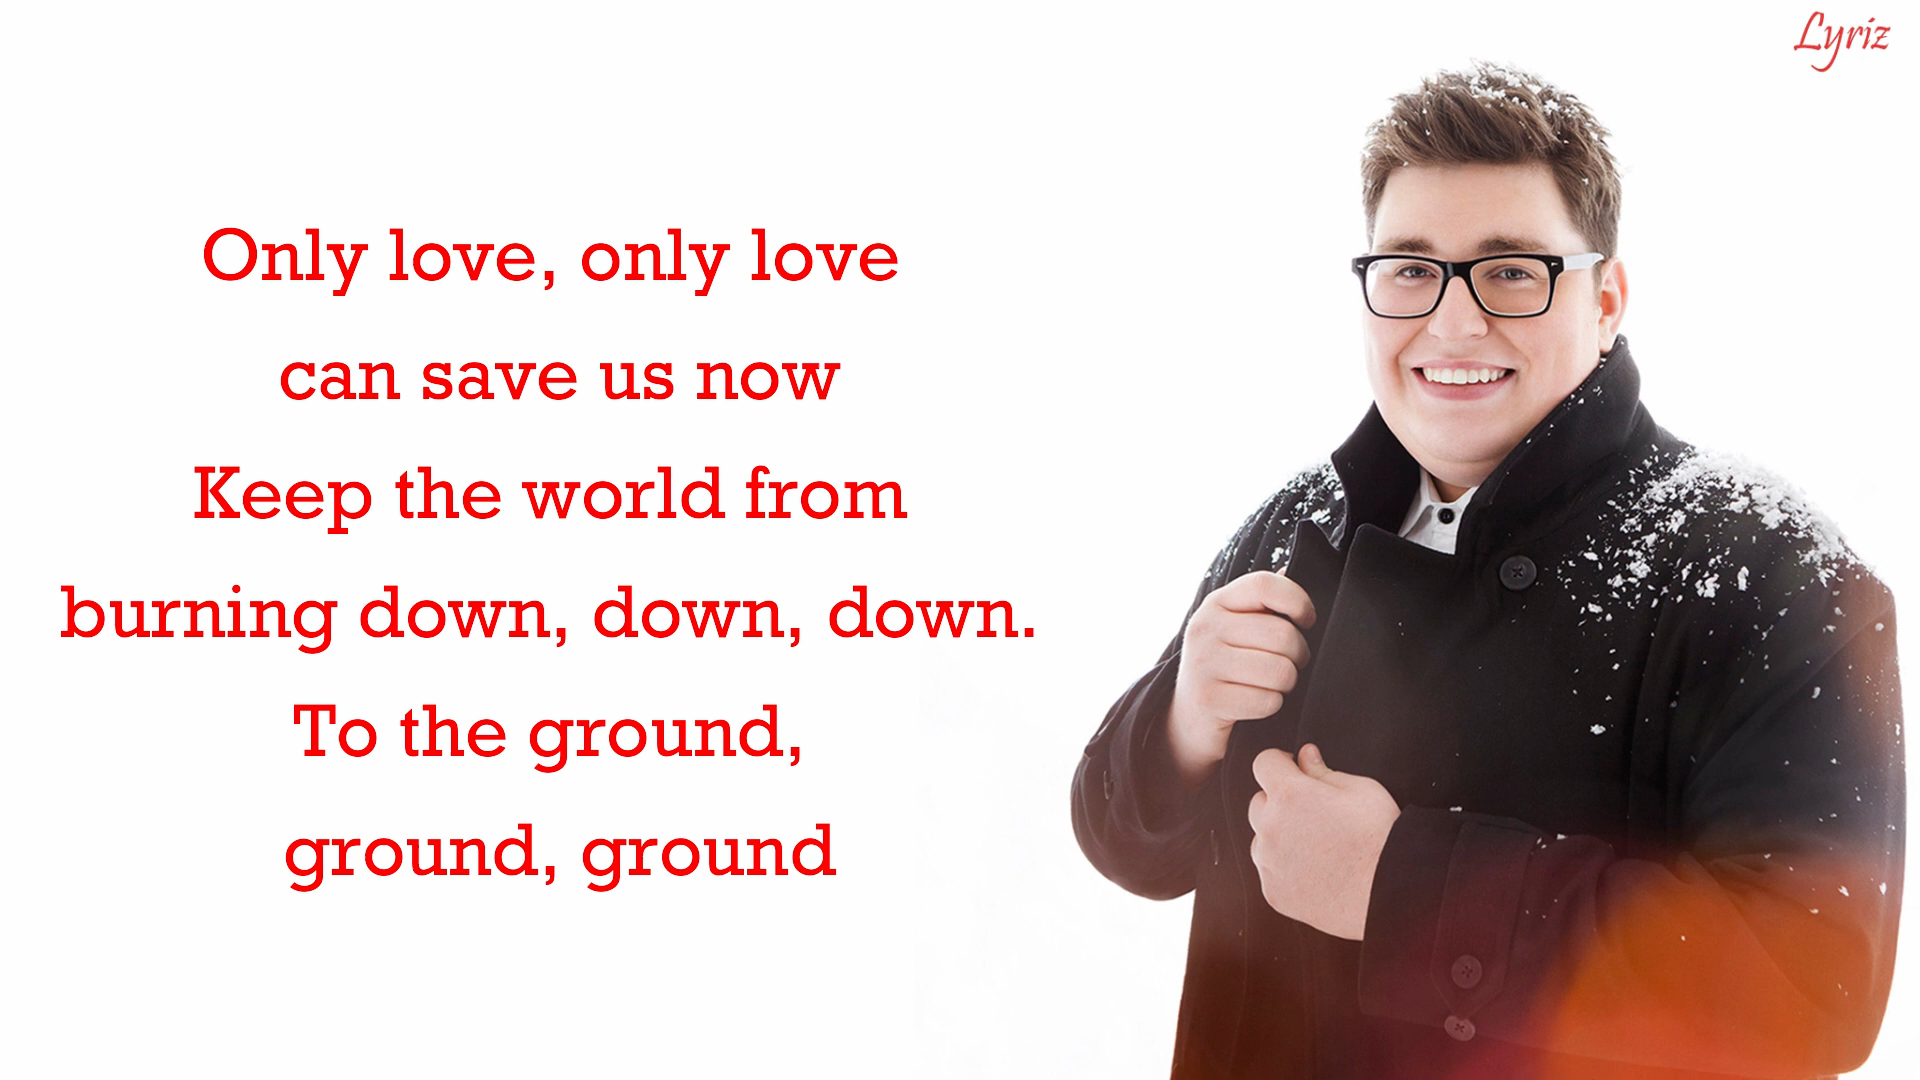 Lyriz
Only love, only love
can save us now
Keep the world from
burning down, down, down.
To the ground,
ground, ground